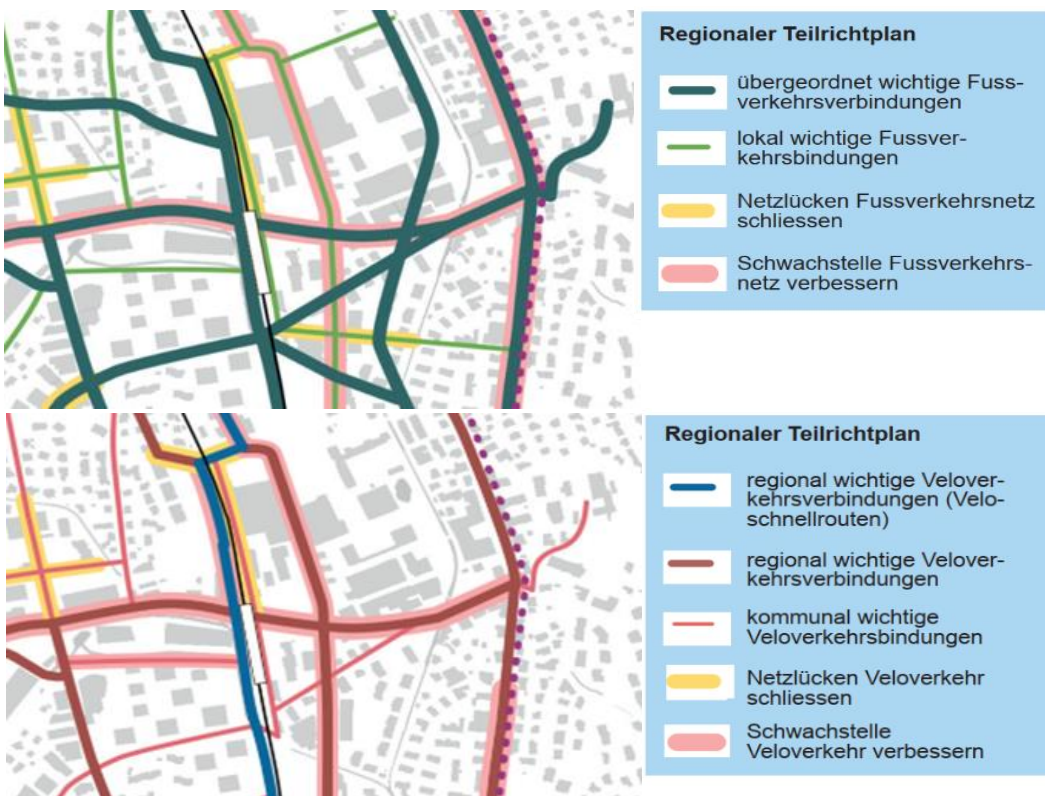 Regionaler Teilrichtplan
übergeordnet wichtige Fuss-
verkehrsverbindungen
lokal wichtige Fussver-
kehrsbindungen
Netzlücken Fussverkehrsnetz
schliessen
Schwachstelle Fussverkehrs-
netz verbessern
Regionaler Teilrichtplan
regional wichtige Velover-
kehrsverbindungen (Velo-
schnellrouten)
regional wichtige Velover-
kehrsverbindungen
kommunal wichtige
Veloverkehrsbindungen
Netzlücken Veloverkehr
schliessen
Schwachstelle
Veloverkehr verbessern